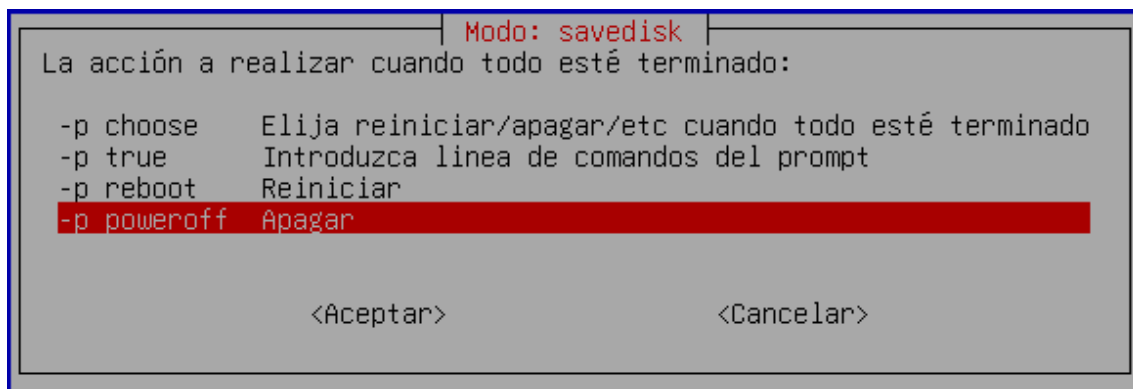 Modo: savedisk
La acción a realizar cuando todo esté terminado:
-p choose Elija reiniciar/apagar/etc cuando todo esté terminado
-p true Introduzca linea de comandos del prompt
-p reboot Reiniciar
-p poweroff Apagar
<Aceptar> <Cancelar>